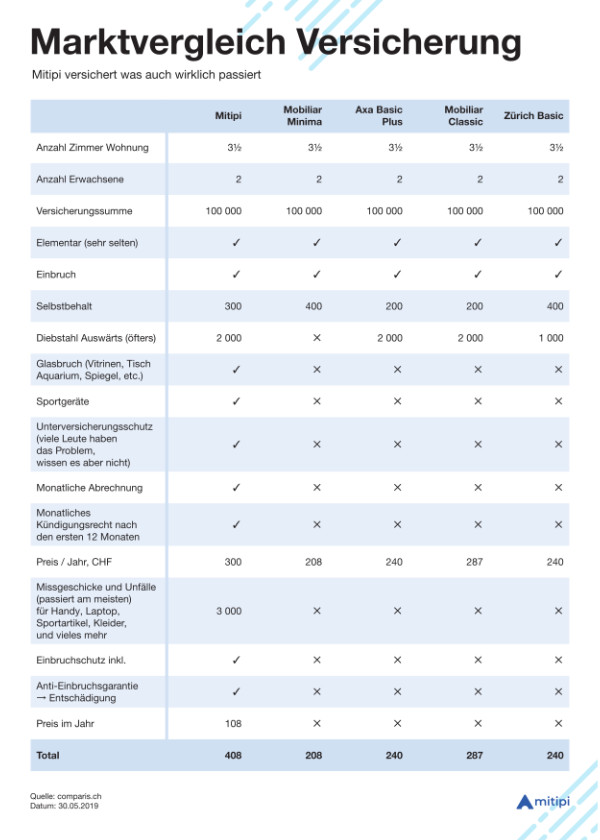 Marktvergleich Versicherung
Mitipi versichert was auch wirklich passiert
Mitipi Mobiliar Minima Axa Basic Plus Mobiliar Classic Zürich Basic
Anzahl Zimmer Wohnung 3½ 3½ 3½ 3½ 3½
Anzahl Erwachsene 2 2 2 2 2
Versicherungssumme 100 000 100 000 100 000 100 000 100 000
Elementar (sehr selten) ✓ ✓ ✓ ✓ ✓
Einbruch ✓ ✓ ✓ ✓ ✓
Selbstbehalt 300 400 200 200 400
Diebstahl Auswärts (öfters) 2 000 × 2 000 2 000 1 000
Glasbruch (Vitrinen, Tisch
Aquarium, Spiegel, etc.) ✓ × × × ×
Sportgeräte ✓ × × × ×
Unterversicherungsschutz
(viele Leute haben
das Problem,
wissen es aber nicht) ✓ × × × ×
Monatliche Abrechnung ✓ × × × ×
Monatliches
Kündigungsrecht nach
den ersten 12 Monaten ✓ × × × ×
Preis / Jahr, CHF 300 208 240 287 240
Missgeschicke und Unfälle
(passiert am meisten)
für Handy, Laptop,
Sportartikel, Kleider,
und vieles mehr 3 000 × × × ×
Einbruchschutz inkl. ✓ × × × ×
Anti-Einbruchsgarantie
→ Entschädigung ✓ × × × ×
Preis im Jahr 108 × × × ×
Total 408 208 240 287 240
Quelle: comparis.ch
Datum: 30.05.2019
mitipi